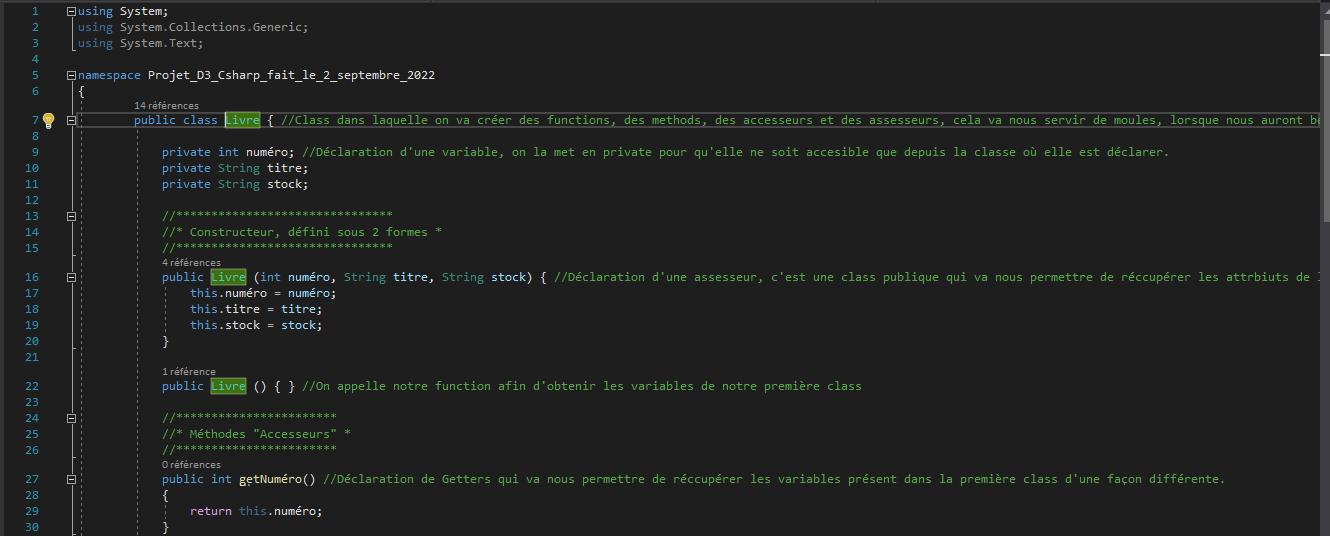 1 using System;
2 using System.Collections.Generic;
3 using System.Text;
4
5 namespace Projet_D3_Csharp_fait_le_2_septembre_2022
6 {
14 références
7 public class Livre { //Class dans laquelle on va créer des functions, des methods, des accesseurs et des assesseurs, cela va nous servir de moules, lorsque nous auront
8
9 private int numéro; //Déclaration d'une variable, on la met en private pour qu'elle ne soit accesible que depuis la classe où elle est déclarer.
10 private String titre;
11 private String stock;
12
13 //*******************************
14 //* Constructeur, défini sous 2 formes *
15 //*******************************
4 références
16 public Livre (int numéro, String titre, String stock) { //Déclaration d'une assesseur, c'est une class publique qui va nous permettre de réccupérer les attrbiuts de
17 this.numéro = numéro;
18 this.titre = titre;
19 this.stock = stock;
20 }
21
1 référence
22 public Livre () { } //On appelle notre function afin d'obtenir les variables de notre première class
23
24 //***********************
25 //* Méthodes "Accesseurs" *
26 //***********************
0 références
27 public int getNuméro() //Déclaration de Getters qui va nous permettre de réccupérer les variables présent dans la première class d'une façon différente.
28 {
29 return this.numéro;
30 }